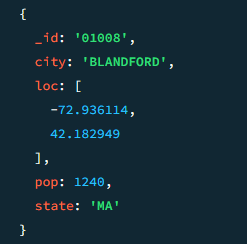 {
_id: '01008',
city: 'BLANDFORD',
loc: [
-72.936114,
42.182949
],
pop: 1240,
state: 'MA'
}